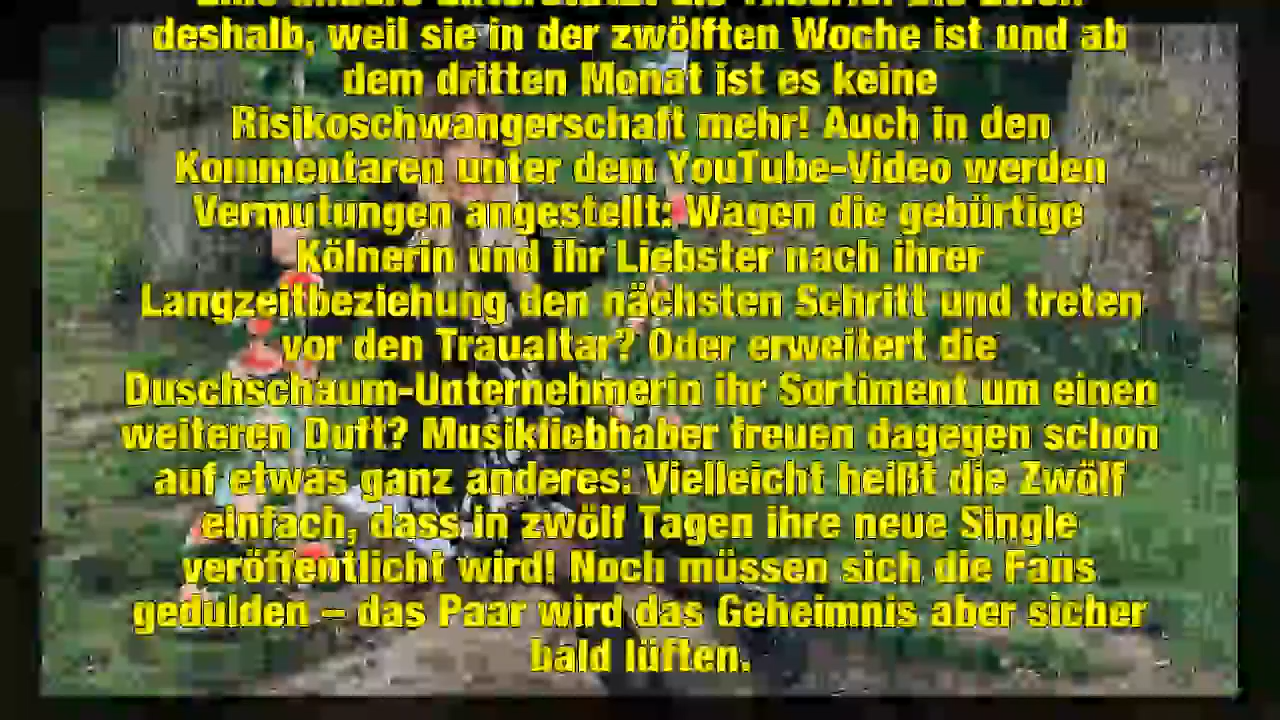 deshalb, weil sie in der zwölften Woche ist und ab
dem dritten Monat ist es keine
Risikoschwangerschaft mehr! Auch in den
Kommentaren unter dem YouTube-Video werden
Vermutungen angestellt: Wagen die gebürtige
Kölnerin und ihr Liebster nach ihrer
Langzeitbeziehung den nächsten Schritt und treten
vor den Traualtar? Oder erweitert die
Duschschaum-Unternehmerin ihr Sortiment um einen
weiteren Duft? Musikliebhaber freuen dagegen schon
auf etwas ganz anderes: Vielleicht heißt die Zwölf
einfach, dass in zwölf Tagen ihre neue Single
veröffentlicht wird! Noch müssen sich die Fans
gedulden – das Paar wird das Geheimnis aber sicher
bald lüften.